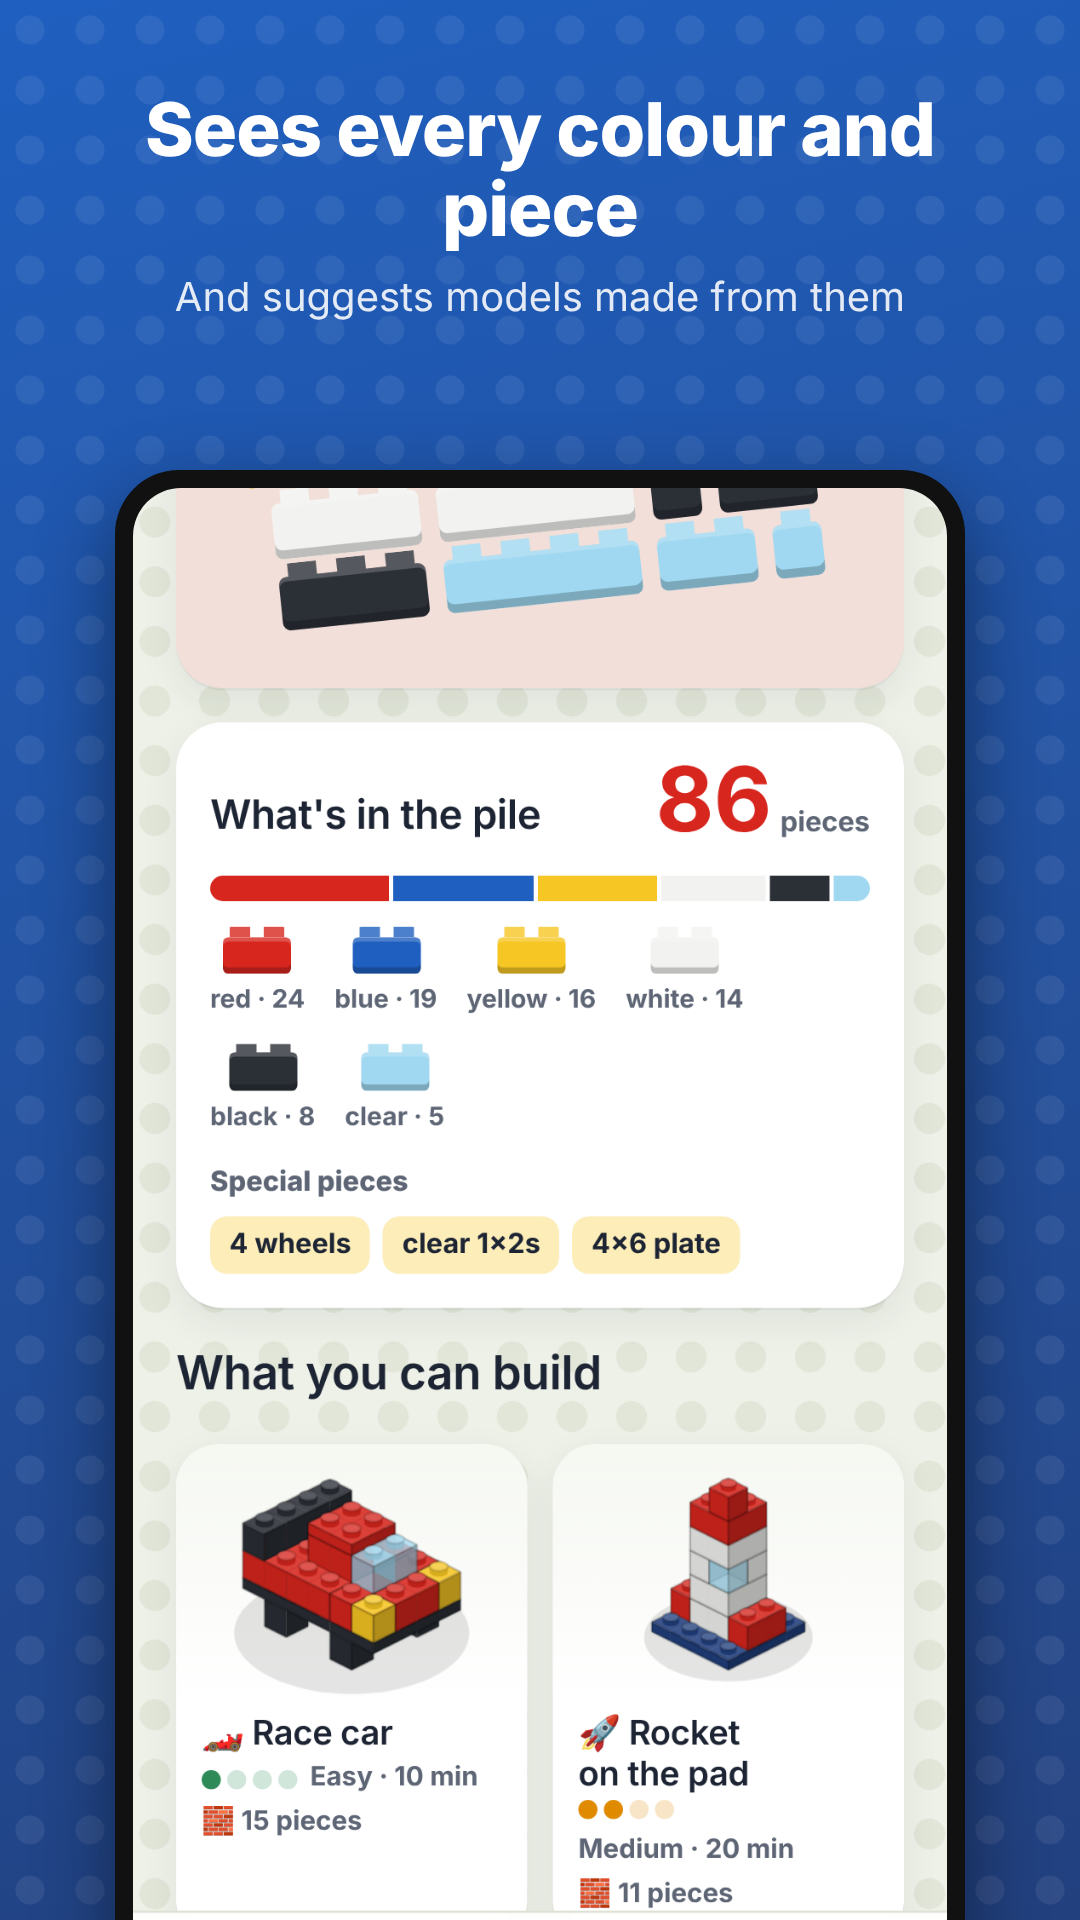 Sees every colour and
piece
And suggests models made from them
What's in the pile
86 pieces
red · 24
blue · 19
yellow · 16
white · 14
black · 8
clear · 5
Special pieces
4 wheels
clear 1×2s
4×6 plate
What you can build
🏎️ Race car
Easy · 10 min
🧱 15 pieces
🚀 Rocket
on the pad
Medium · 20 min
🧱 11 pieces